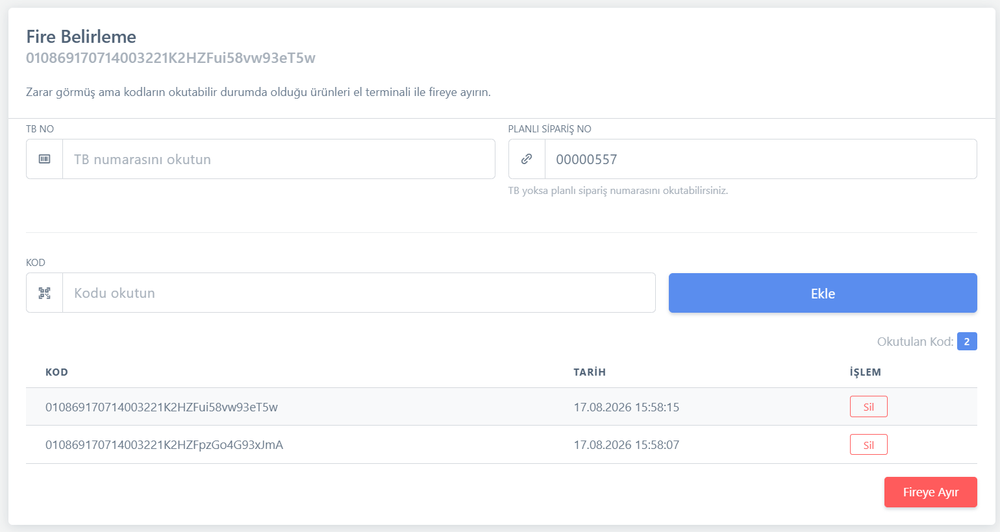 Fire Belirleme
010869170714003221K2HZFui58vw93eT5w
Zarar görmüş ama kodların okutabilir durumda olduğu ürünleri el terminali ile fireye ayırın.
TB NO
PLANLI SİPARİŞ NO
TB numarasını okutun
00000557
TB yoksa planlı sipariş numarasını okutabilirsiniz.
KOD
Kodu okutun
Ekle
Okutulan Kod: 2
KOD TARİH İŞLEM
010869170714003221K2HZFui58vw93eT5w 17.08.2026 15:58:15 Sil
010869170714003221K2HZFpzGo4G93xJmA 17.08.2026 15:58:07 Sil
Fireye Ayır